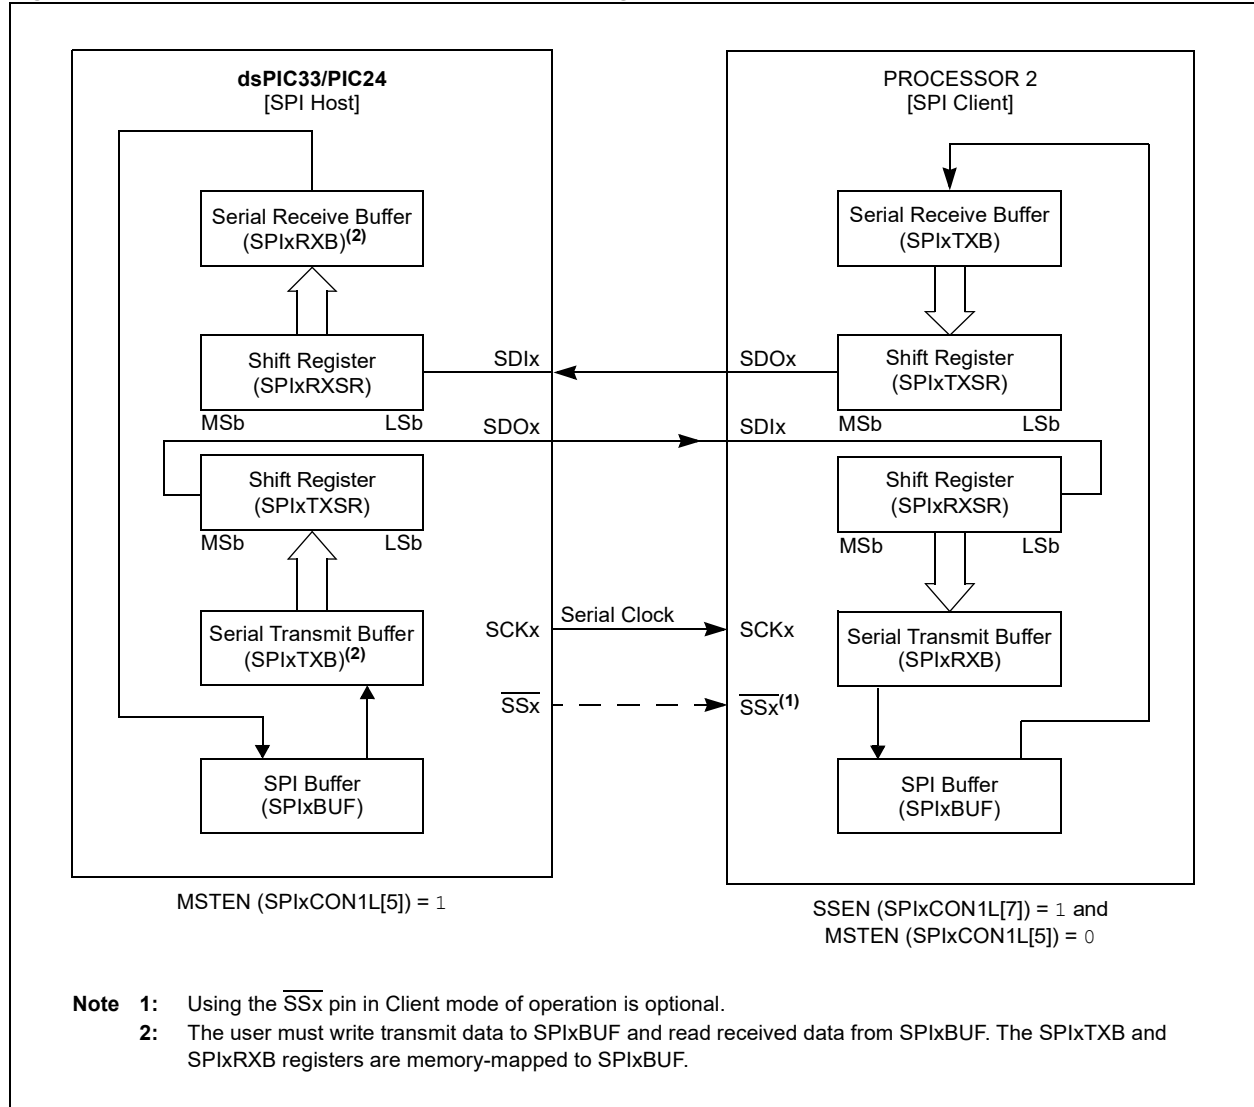 dsPIC33/PIC24
[SPI Host]
Serial Receive Buffer
(SPIxRXB)(2)
Shift Register
(SPIxRXSR)
MSb LSb
SDIx
SDOx
Shift Register
(SPIxTXSR)
MSb LSb
Serial Transmit Buffer
(SPIxTXB)(2)
SCKx
Serial Clock
SSx
SPI Buffer
(SPIxBUF)
MSTEN (SPIxCON1L[5]) = 1
PROCESSOR 2
[SPI Client]
Serial Receive Buffer
(SPIxTXB)
SDOx
Shift Register
(SPIxTXSR)
MSb LSb
SDIx
Shift Register
(SPIxRXSR)
MSb LSb
SCKx
Serial Transmit Buffer
(SPIxRXB)
SSx(1)
SPI Buffer
(SPIxBUF)
SSEN (SPIxCON1L[7]) = 1 and
MSTEN (SPIxCON1L[5]) = 0
Note 1: Using the SSx pin in Client mode of operation is optional.
2: The user must write transmit data to SPIxBUF and read received data from SPIxBUF. The SPIxTXB and
SPIxRXB registers are memory-mapped to SPIxBUF.